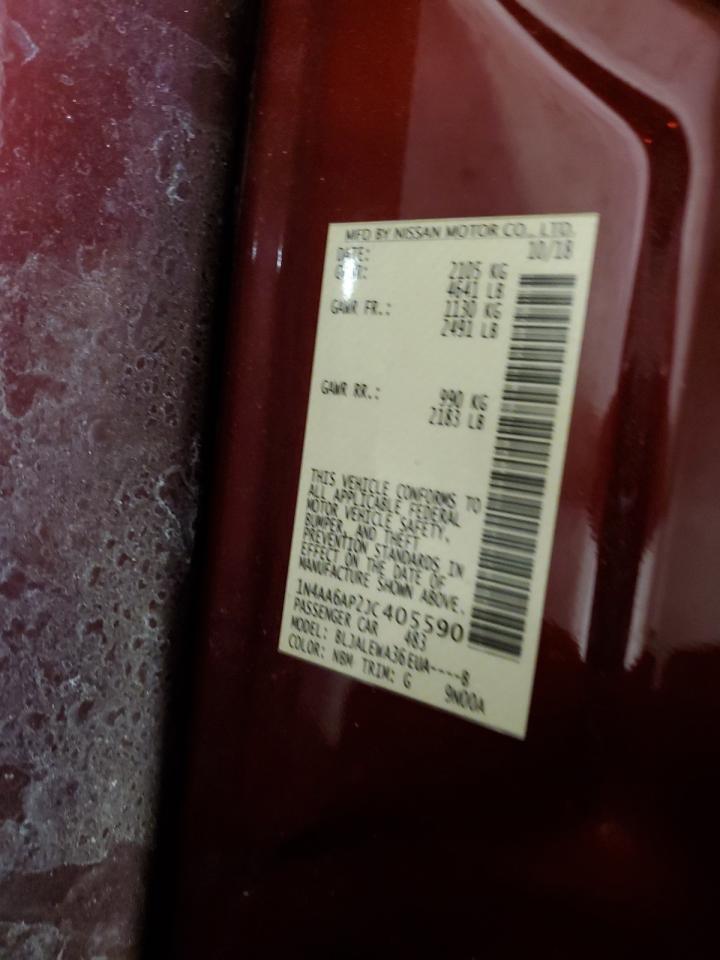 MFD BY NISSAN MOTOR CO., LTD.
DATE: 10/18
2105 KG
4641 LB
GAWR FR.: 1130 KG
2491 LB
GAWR RR.: 990 KG
2183 LB
THIS VEHICLE CONFORMS TO
ALL APPLICABLE FEDERAL
MOTOR VEHICLE SAFETY,
BUMPER, AND THEFT
PREVENTION STANDARDS IN
EFFECT ON THE DATE OF
MANUFACTURE SHOWN ABOVE.
1N4AA6AP2JC405590
PASSENGER CAR 483
MODEL: BLJALEWA36EUA----B
COLOR: NBM TRIM: G 9N00A